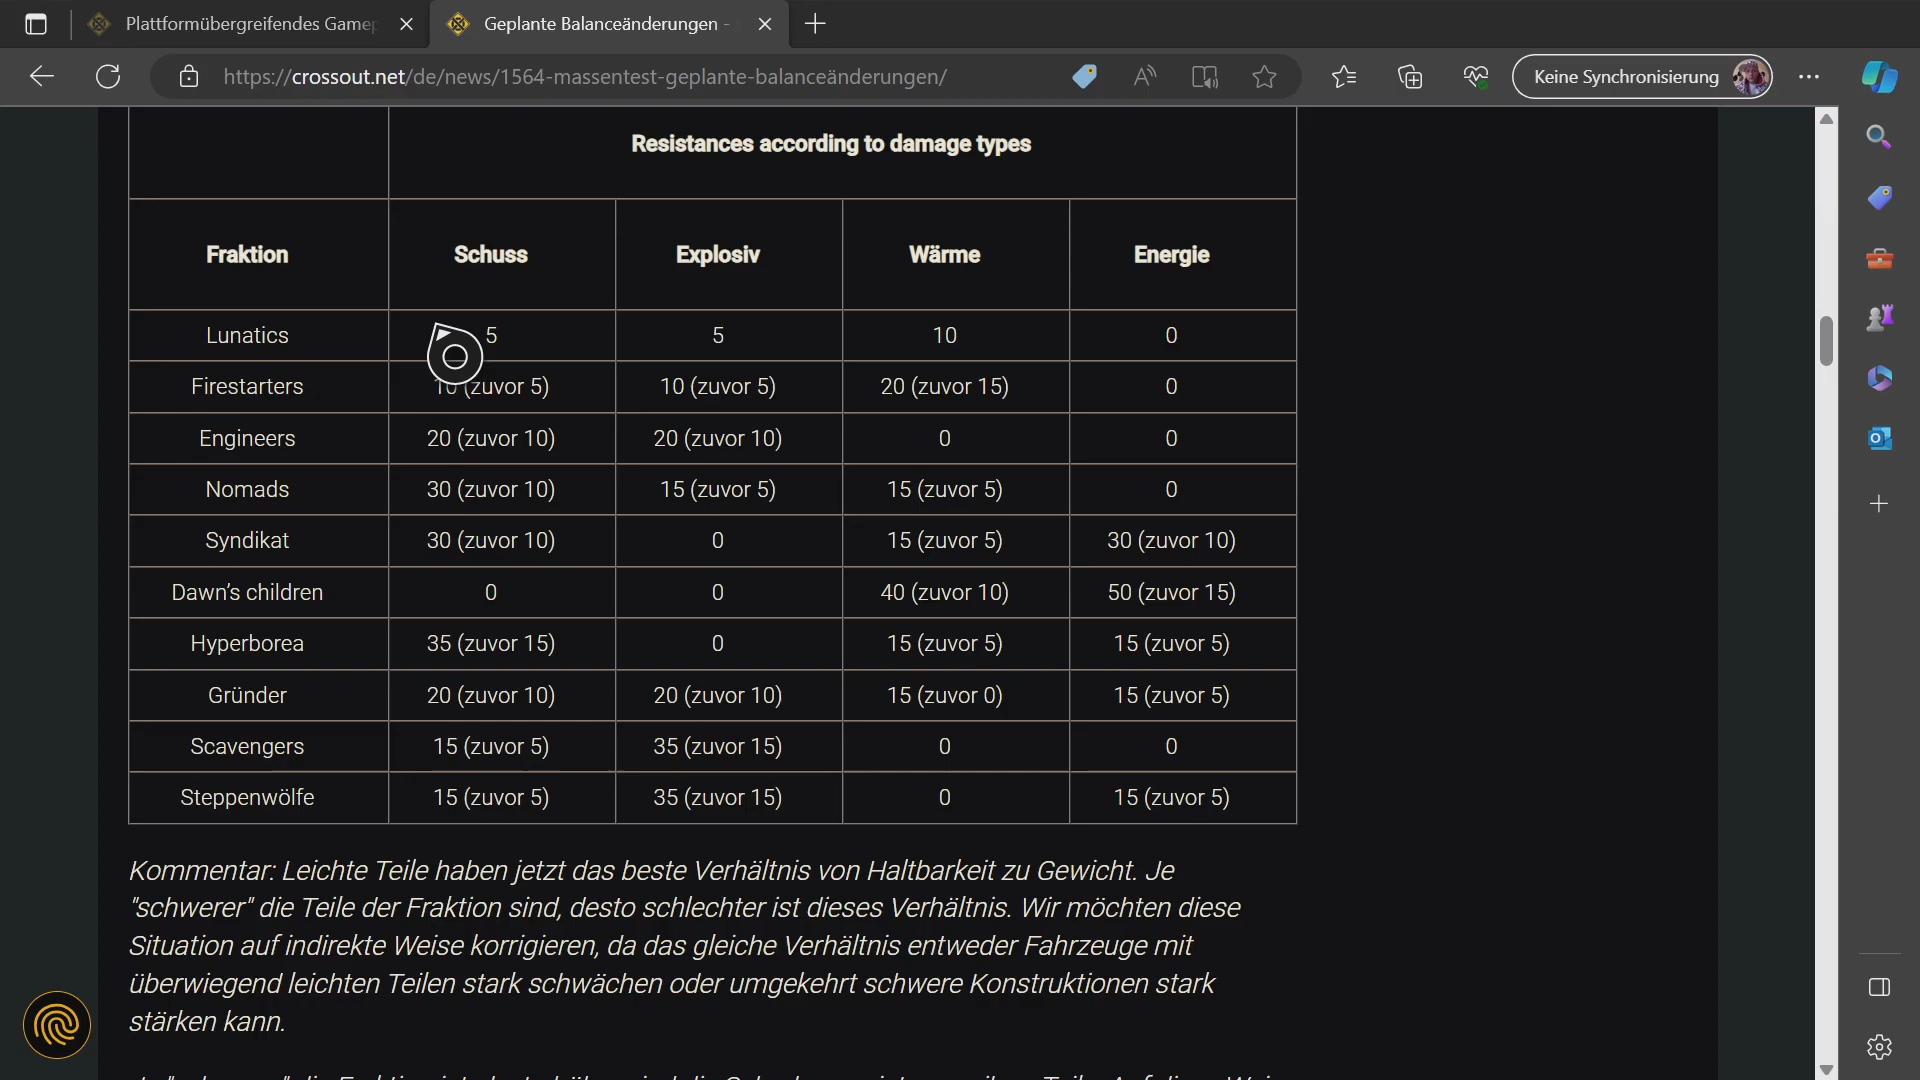 Plattformübergreifendes Gamep
Geplante Balanceänderungen -
https://crossout.net/de/news/1564-massentest-geplante-balanceänderungen/
Keine Synchronisierung
Resistances according to damage types
Fraktion Schuss Explosiv Wärme Energie
Lunatics 5 5 10 0
Firestarters 10 (zuvor 5) 10 (zuvor 5) 20 (zuvor 15) 0
Engineers 20 (zuvor 10) 20 (zuvor 10) 0 0
Nomads 30 (zuvor 10) 15 (zuvor 5) 15 (zuvor 5) 0
Syndikat 30 (zuvor 10) 0 15 (zuvor 5) 30 (zuvor 10)
Dawn's children 0 0 40 (zuvor 10) 50 (zuvor 15)
Hyperborea 35 (zuvor 15) 0 15 (zuvor 5) 15 (zuvor 5)
Gründer 20 (zuvor 10) 20 (zuvor 10) 15 (zuvor 0) 15 (zuvor 5)
Scavengers 15 (zuvor 5) 35 (zuvor 15) 0 0
Steppenwölfe 15 (zuvor 5) 35 (zuvor 15) 0 15 (zuvor 5)
Kommentar: Leichte Teile haben jetzt das beste Verhältnis von Haltbarkeit zu Gewicht. Je
"schwerer" die Teile der Fraktion sind, desto schlechter ist dieses Verhältnis. Wir möchten diese
Situation auf indirekte Weise korrigieren, da das gleiche Verhältnis entweder Fahrzeuge mit
überwiegend leichten Teilen stark schwächen oder umgekehrt schwere Konstruktionen stark
stärken kann.